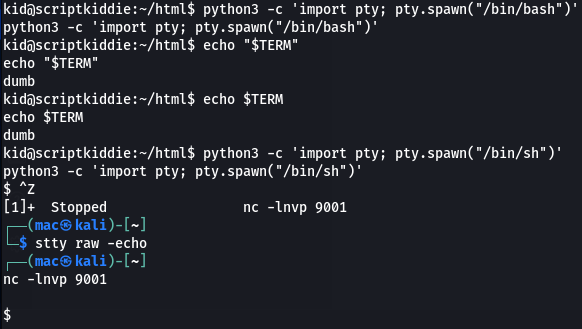 kid@scriptkiddie:~/html$ python3 -c 'import pty; pty.spawn("/bin/bash")'
python3 -c 'import pty; pty.spawn("/bin/bash")'
kid@scriptkiddie:~/html$ echo "$TERM"
echo "$TERM"
dumb
kid@scriptkiddie:~/html$ echo $TERM
echo $TERM
dumb
kid@scriptkiddie:~/html$ python3 -c 'import pty; pty.spawn("/bin/sh")'
python3 -c 'import pty; pty.spawn("/bin/sh")'
$ ^Z
[1]+  Stopped                 nc -lnvp 9001
┌──(mac㉿kali)-[~]
└─$ stty raw -echo
┌──(mac㉿kali)-[~]
nc -lnvp 9001
$